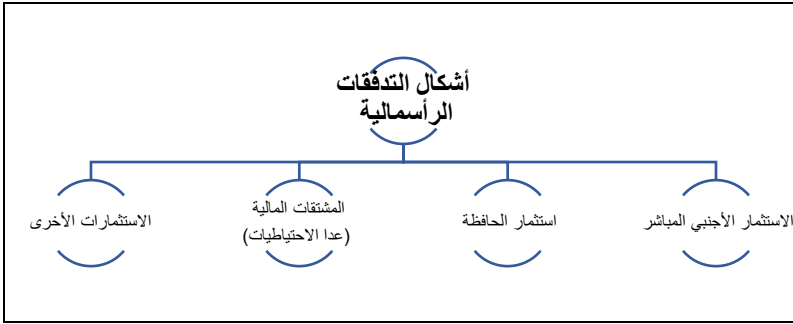 أشكال التدفقات
الرأسمالية
الاستثمار الأجنبي المباشر
استثمار الحافظة
المشتقات المالية
(عدا الاحتياطيات)
الاستثمارات الأخرى